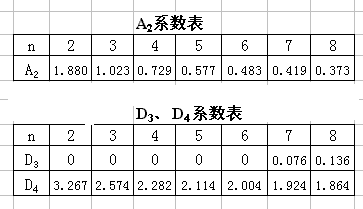 A₂系数表
n 2 3 4 5 6 7 8
A₂ 1.880 1.023 0.729 0.577 0.483 0.419 0.373
D₃、D₄系数表
n 2 3 4 5 6 7 8
D₃ 0 0 0 0 0 0.076 0.136
D₄ 3.267 2.574 2.282 2.114 2.004 1.924 1.864